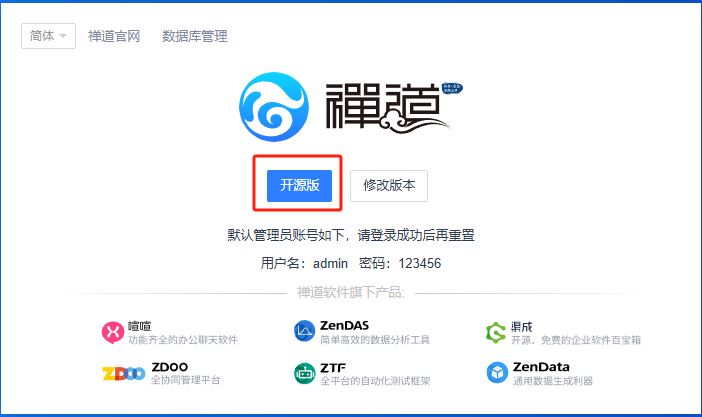 简体 禅道官网 数据库管理
禪道
开源版 修改版本
默认管理员账号如下，请登录成功后再重置
用户名：admin 密码：123456
禅道软件旗下产品:
喧喧
功能齐全的办公聊天软件
ZenDAS
简单高效的数据分析工具
渠成
开源、免费的企业软件百宝箱
ZDOO
ZDOO
全协同管理平台
ZTF
全平台的自动化测试框架
ZenData
通用数据生成利器